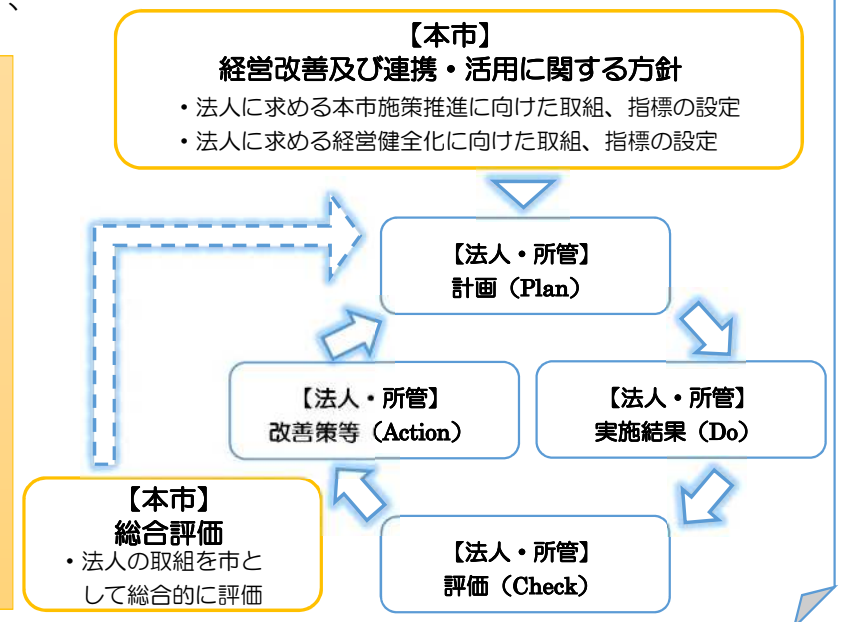 、
【本市】
経営改善及び連携・活用に関する方針
・法人に求める本市施策推進に向けた取組、指標の設定
・法人に求める経営健全化に向けた取組、指標の設定
【法人・所管】
計画（Plan）
【法人・所管】
改善策等（Action）
【法人・所管】
実施結果（Do）
【本市】
総合評価
・法人の取組を市と
して総合的に評価
【法人・所管】
評価（Check）